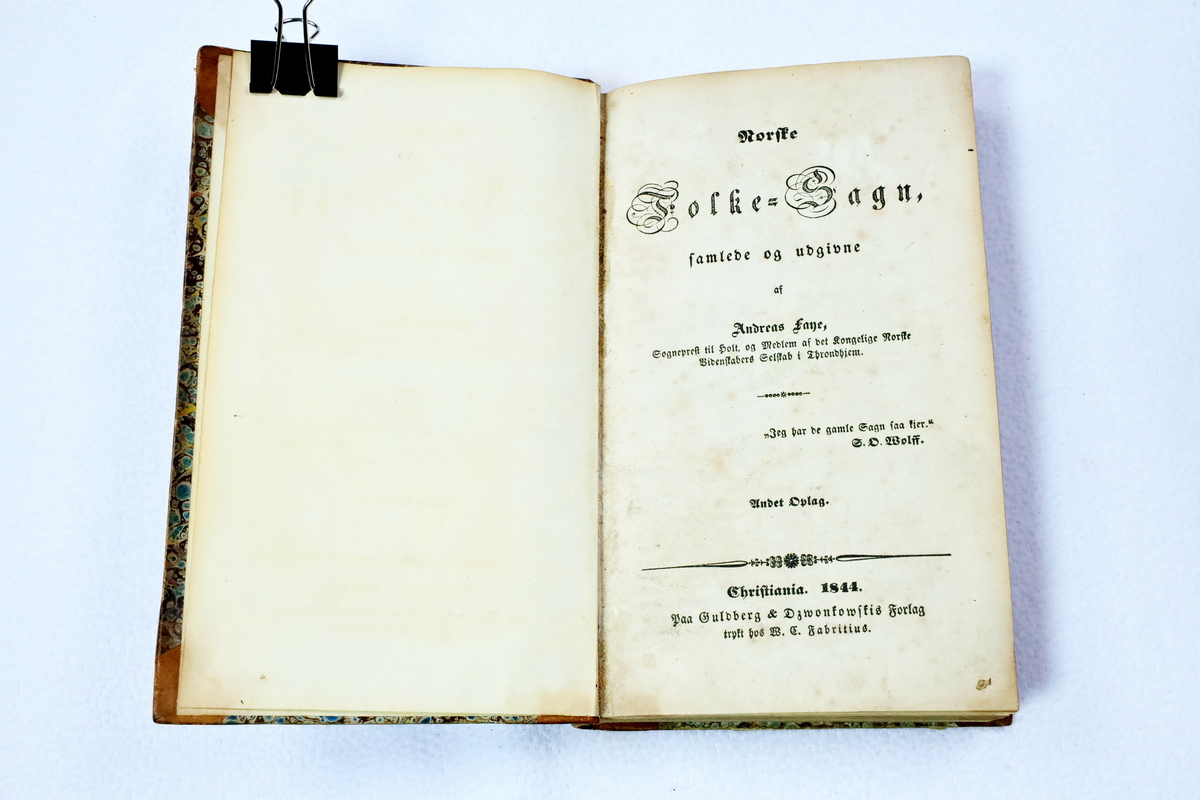 Norske
Folke-Sagn,
samlede og udgivne
af
Andreas Faye,
Sogneprest til Holt, og Medlem af det Kongelige Norske
Videnskabers Selskab i Throndhjem.
„Jeg har de gamle Sagn saa kjer.“
S. O. Wolff.
Andet Oplag.
Christiania. 1844.
Paa Guldberg & Dzwonkowskis Forlag
trykt hos W. C. Fabritius.